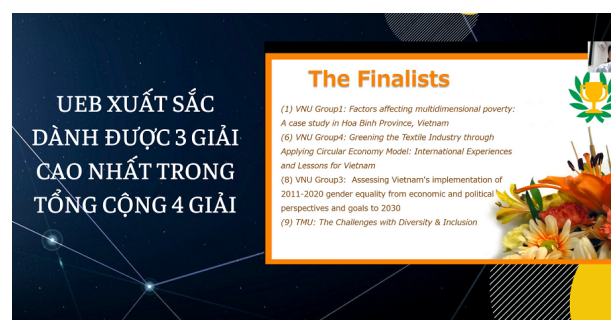 UEB XUẤT SẮC
DÀNH ĐƯỢC 3 GIẢI
CAO NHẤT TRONG
TỔNG CỘNG 4 GIẢI
The Finalists
(1) VNU Group1: Factors affecting multidimensional poverty:
A case study in Hoa Binh Province, Vietnam
(6) VNU Group4: Greening the Textile Industry through
Applying Circular Economy Model: International Experiences
and Lessons for Vietnam
(8) VNU Group3: Assessing Vietnam's implementation of
2011-2020 gender equality from economic and political
perspectives and goals to 2030
(9) TMU: The Challenges with Diversity & Inclusion